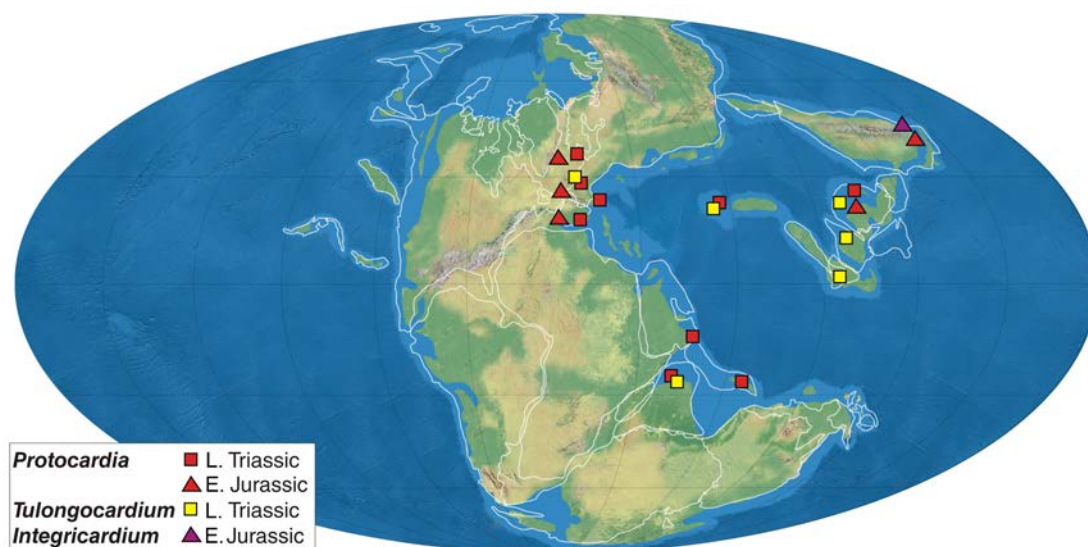 Protocardia L. Triassic
E. Jurassic
Tulongocardium L. Triassic
Integricardium E. Jurassic